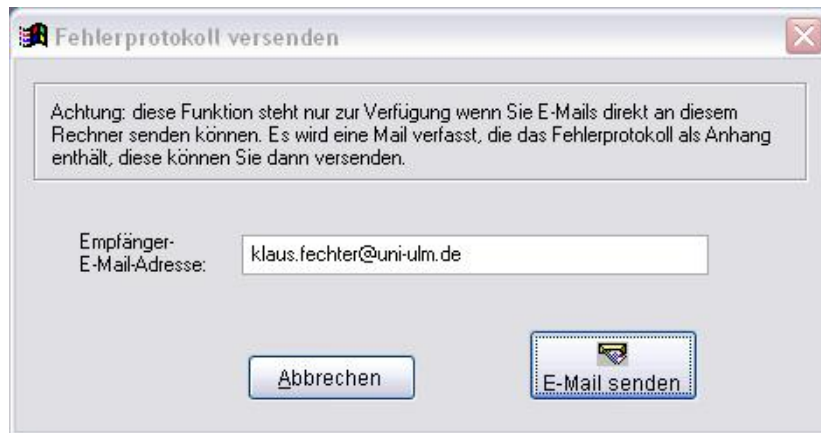 Fehlerprotokoll versenden
Achtung: diese Funktion steht nur zur Verfügung wenn Sie E-Mails direkt an diesem
Rechner senden können. Es wird eine Mail verfasst, die das Fehlerprotokoll als Anhang
enthält, diese können Sie dann versenden.
Empfänger-
E-Mail-Adresse:
klaus.fechter@uni-ulm.de
Abbrechen
E-Mail senden